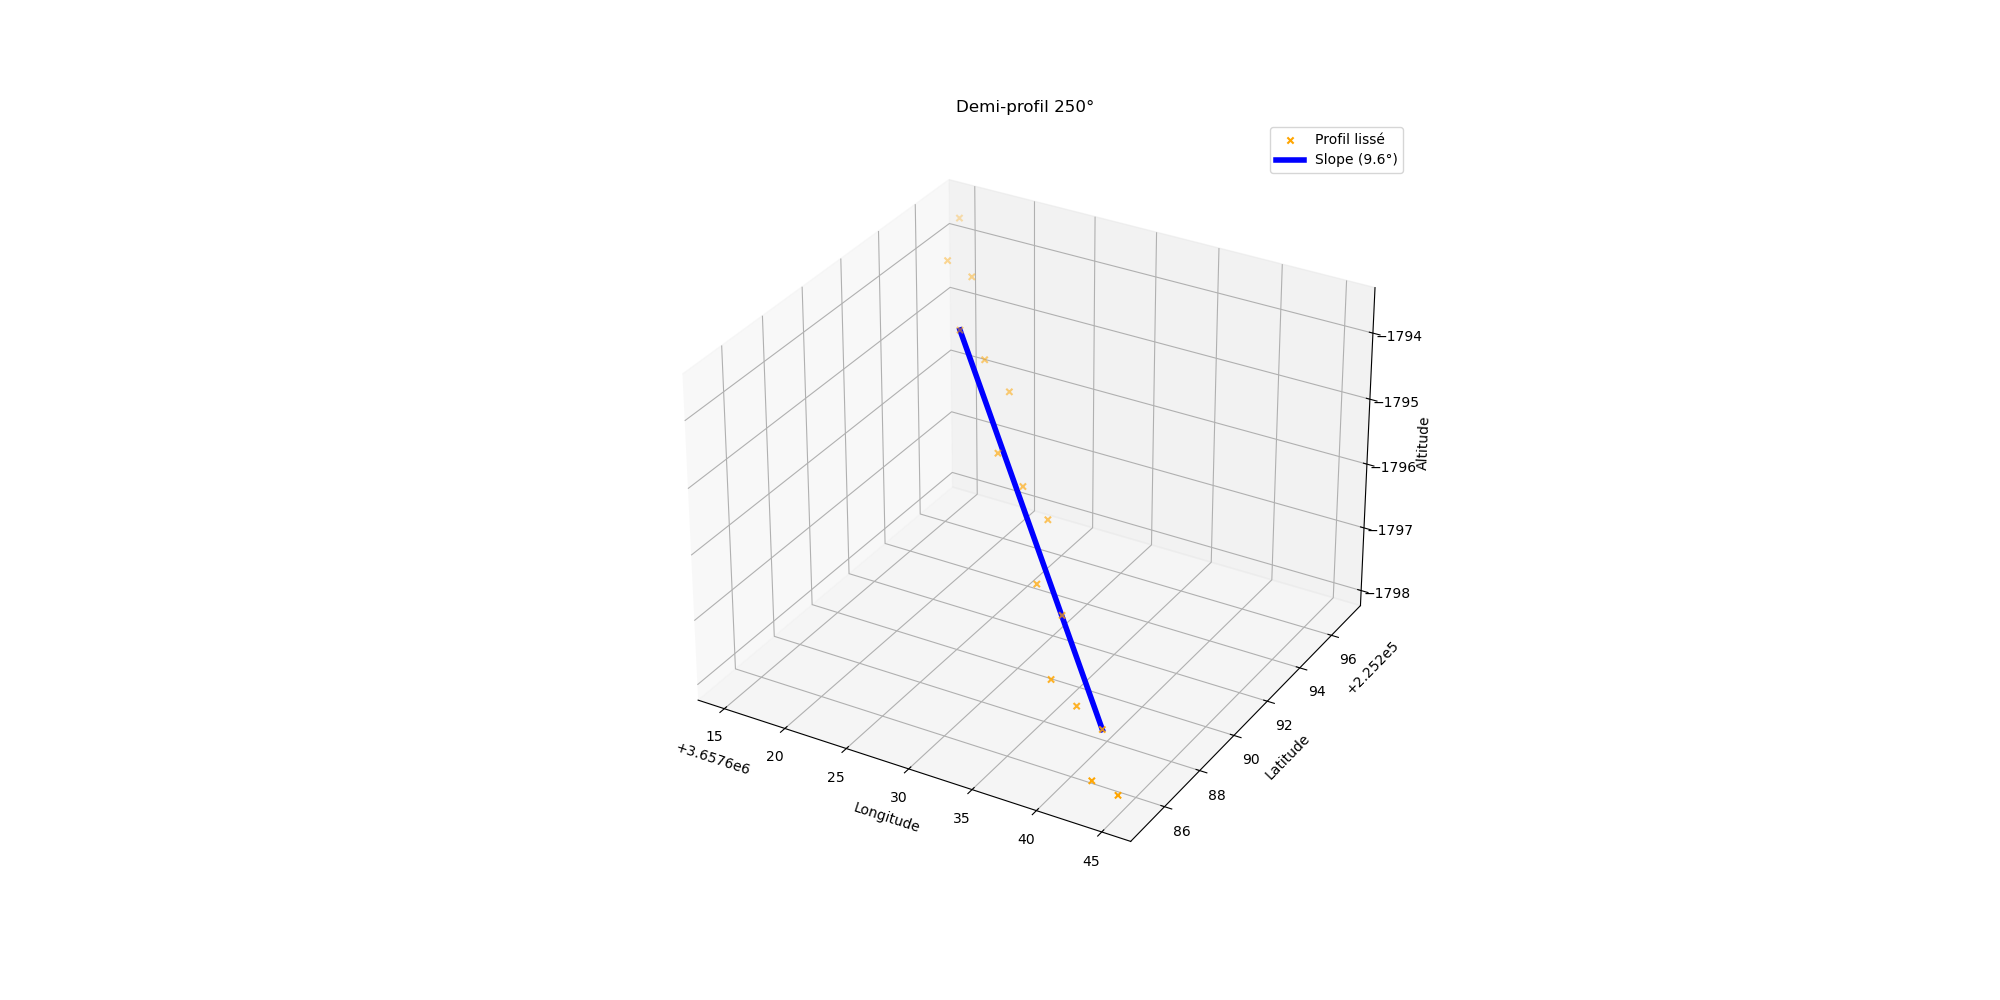 Demi-profil 250°
Profil lissé
Slope (9.6°)
−1794
−1795
−1796
−1797
−1798
Altitude
96
94
92
90
88
86
+2.252e5
Latitude
15
20
25
30
35
40
45
+3.6576e6
Longitude